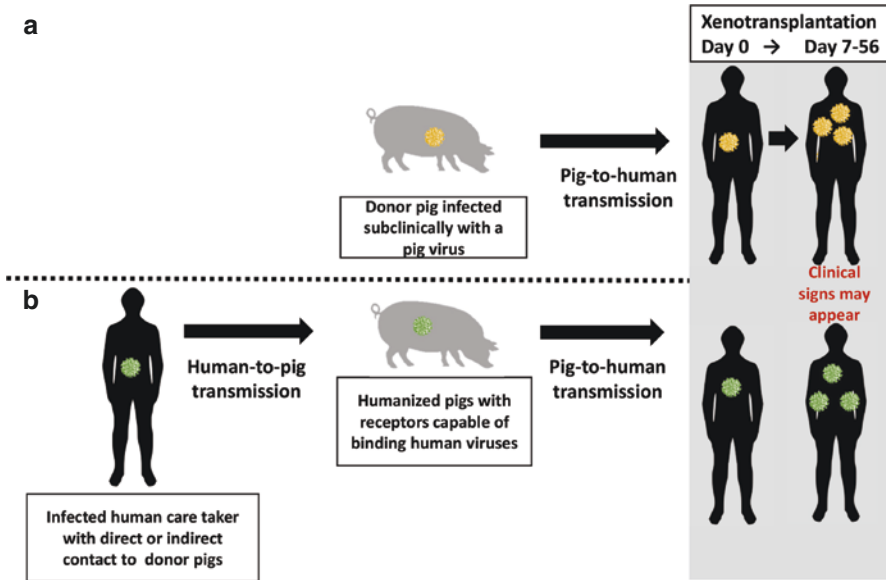 a
Xenotransplantation
Day 0 → Day 7-56
Pig-to-human
transmission
Donor pig infected
subclinically with a
pig virus
Clinical
signs may
appear
b
Human-to-pig
transmission
Pig-to-human
transmission
Humanized pigs with
receptors capable of
binding human viruses
Infected human care taker
with direct or indirect
contact to donor pigs